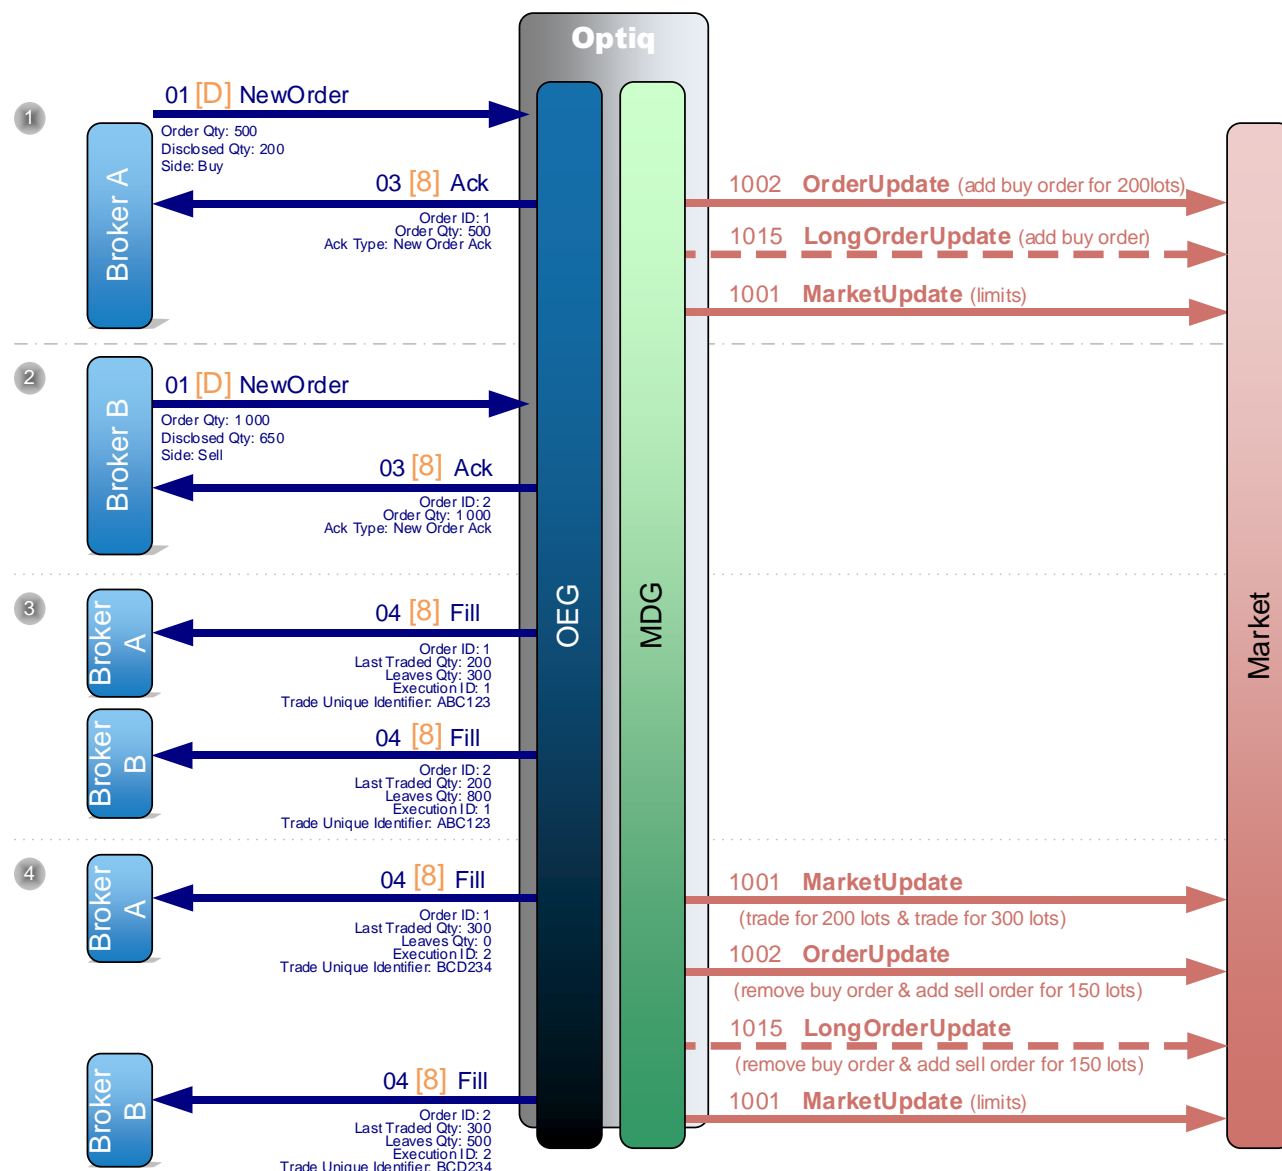 Optiq
OEG
MDG
Market
1
Broker A
01 [D] NewOrder
Order Qty: 500
Disclosed Qty: 200
Side: Buy
03 [8] Ack
Order ID: 1
Order Qty: 500
Ack Type: New Order Ack
1002 OrderUpdate (add buy order for 200lots)
1015 LongOrderUpdate (add buy order)
1001 MarketUpdate (limits)
2
Broker B
01 [D] NewOrder
Order Qty: 1 000
Disclosed Qty: 650
Side: Sell
03 [8] Ack
Order ID: 2
Order Qty: 1 000
Ack Type: New Order Ack
3
Broker
A
04 [8] Fill
Order ID: 1
Last Traded Qty: 200
Leaves Qty: 300
Execution ID: 1
Trade Unique Identifier: ABC123
Broker
B
04 [8] Fill
Order ID: 2
Last Traded Qty: 200
Leaves Qty: 800
Execution ID: 1
Trade Unique Identifier: ABC123
4
Broker
A
04 [8] Fill
Order ID: 1
Last Traded Qty: 300
Leaves Qty: 0
Execution ID: 2
Trade Unique Identifier: BCD234
1001 MarketUpdate
(trade for 200 lots & trade for 300 lots)
1002 OrderUpdate
(remove buy order & add sell order for 150 lots)
1015 LongOrderUpdate
(remove buy order & add sell order for 150 lots)
1001 MarketUpdate (limits)
Broker
B
04 [8] Fill
Order ID: 2
Last Traded Qty: 300
Leaves Qty: 500
Execution ID: 2
Trade Unique Identifier: BCD234